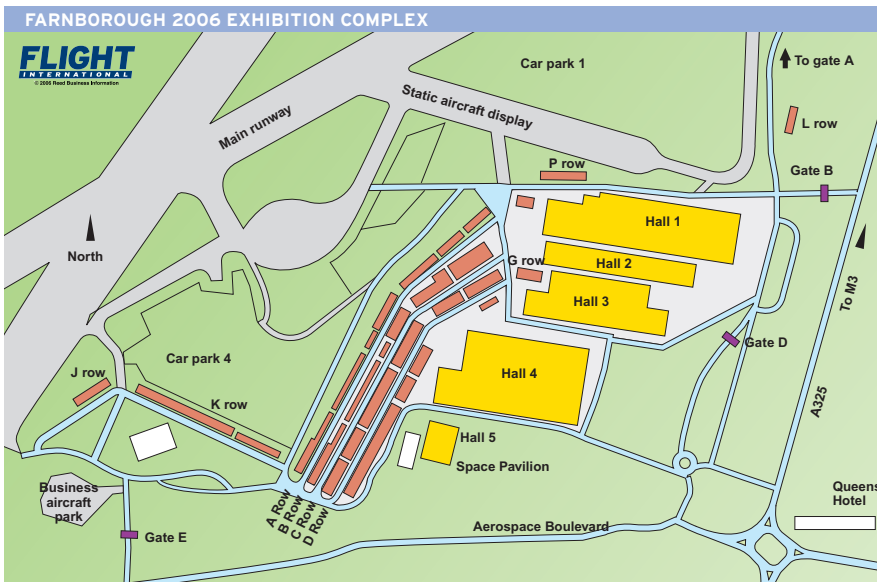 FARNBOROUGH 2006 EXHIBITION COMPLEX
FLIGHT
INTERNATIONAL
© 2006 Reed Business Information
Car park 1
To gate A
Static aircraft display
Main runway
L row
P row
Gate B
Hall 1
North
G row
Hall 2
Hall 3
To M3
Gate D
Car park 4
J row
Hall 4
K row
A325
Hall 5
Space Pavilion
Business
aircraft
park
Queens
Hotel
A Row
B Row
C Row
D Row
Aerospace Boulevard
Gate E